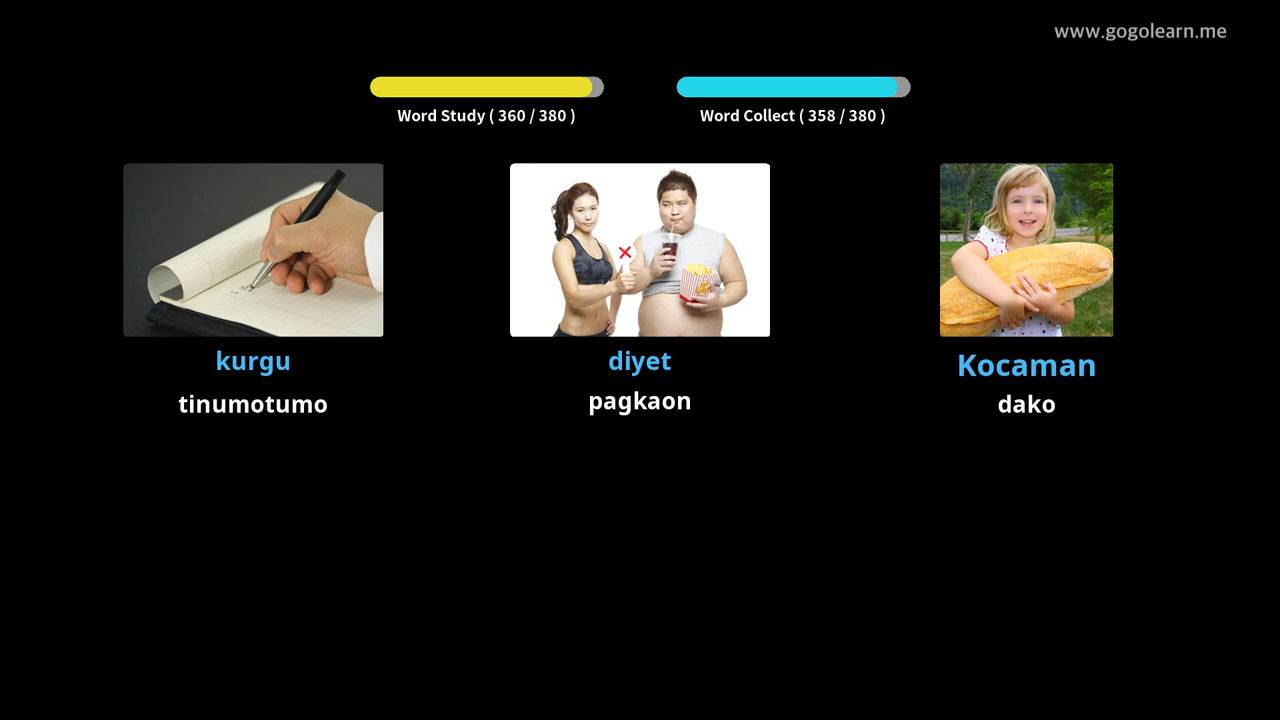 www.gogolearn.me
Word Study ( 360 / 380 )
Word Collect ( 358 / 380 )
kurgu
tinumotumo
diyet
pagkaon
Kocaman
dako